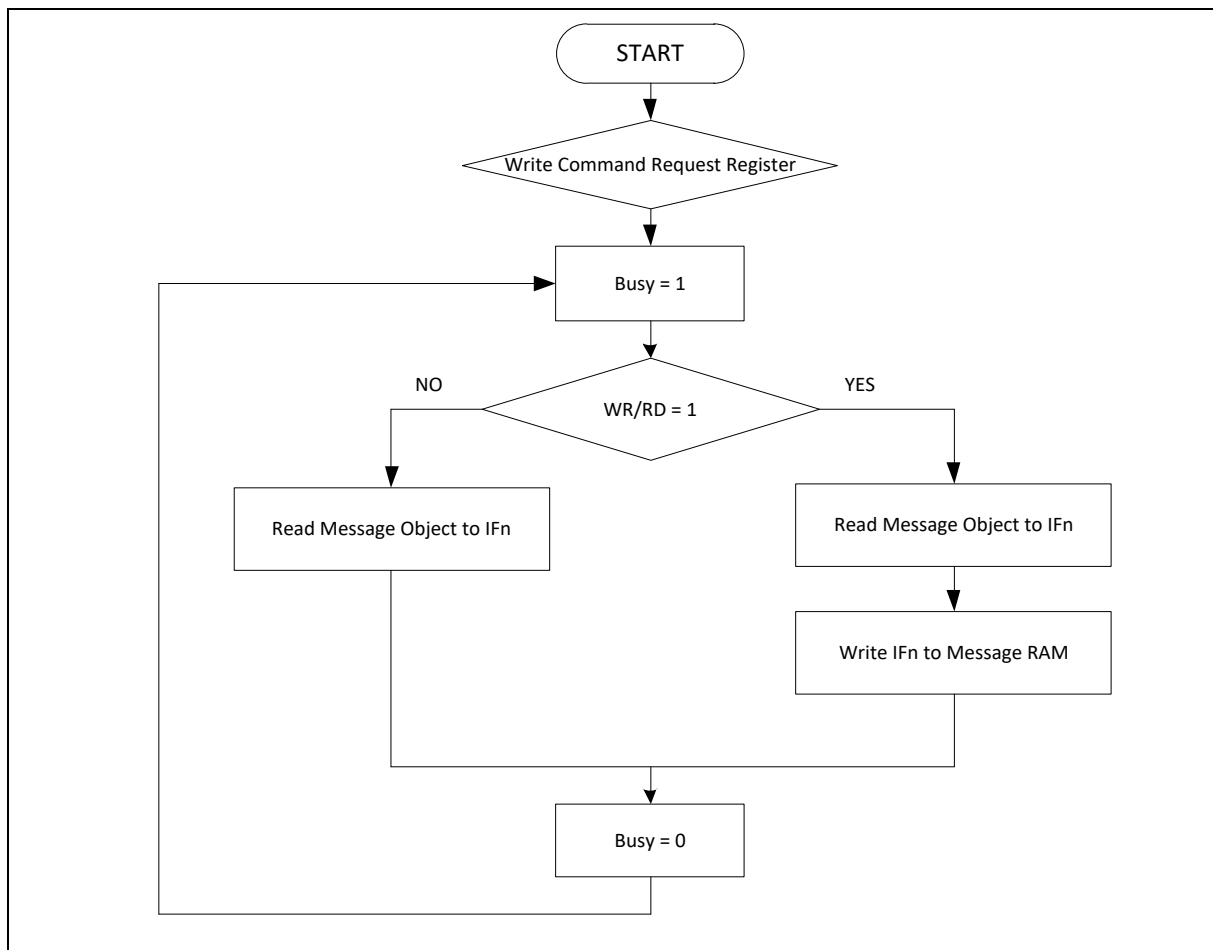 START
Write Command Request Register
Busy = 1
NO
YES
WR/RD = 1
Read Message Object to IFn
Read Message Object to IFn
Write IFn to Message RAM
Busy = 0